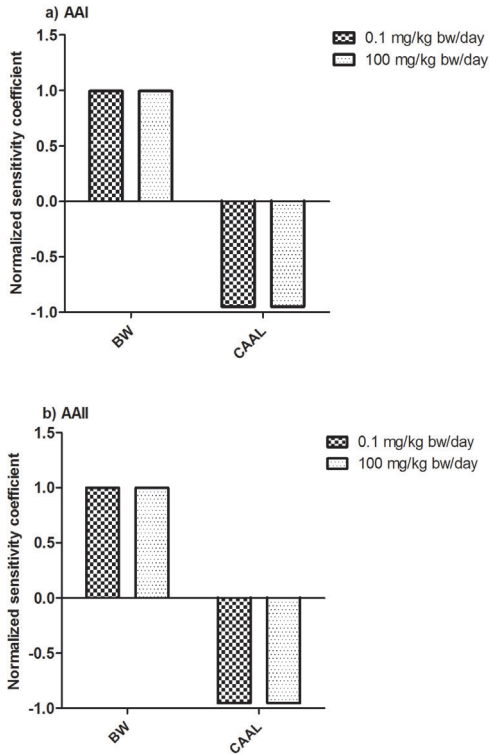 a) AAI
0.1 mg/kg bw/day
100 mg/kg bw/day
Normalized sensitivity coefficient
1.5
1.0
0.5
0.0
-0.5
-1.0
BW
CAAL
b) AAII
0.1 mg/kg bw/day
100 mg/kg bw/day
Normalized sensitivity coefficient
1.5
1.0
0.5
0.0
-0.5
-1.0
BW
CAAL